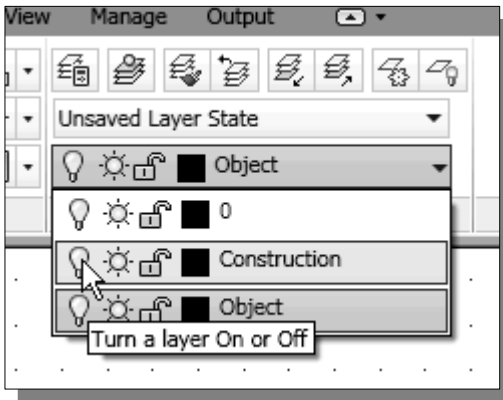 View Manage Output
Unsaved Layer State
Object
0
Construction
Object
Turn a layer On or Off